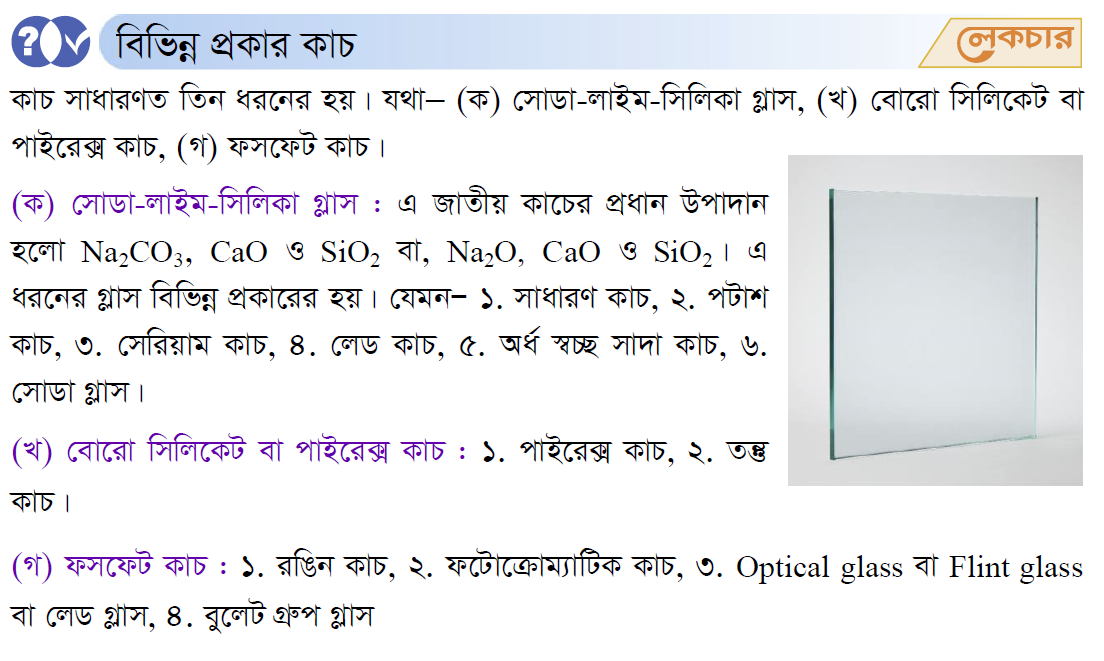 বিভিন্ন প্রকার কাচ
লেকচার
কাচ সাধারণত তিন ধরনের হয়। যথা– (ক) সোডা-লাইম-সিলিকা গ্লাস, (খ) বোরো সিলিকেট বা
পাইরেক্স কাচ, (গ) ফসফেট কাচ।
(ক) সোডা-লাইম-সিলিকা গ্লাস : এ জাতীয় কাচের প্রধান উপাদান
হলো Na₂CO₃, CaO ও SiO₂ বা, Na₂O, CaO ও SiO₂। এ
ধরনের গ্লাস বিভিন্ন প্রকারের হয়। যেমন– ১. সাধারণ কাচ, ২. পটাশ
কাচ, ৩. সেরিয়াম কাচ, ৪. লেড কাচ, ৫. অর্ধ স্বচ্ছ সাদা কাচ, ৬.
সোডা গ্লাস।
(খ) বোরো সিলিকেট বা পাইরেক্স কাচ : ১. পাইরেক্স কাচ, ২. তন্তু
কাচ।
(গ) ফসফেট কাচ : ১. রঙিন কাচ, ২. ফটোক্রোম্যাটিক কাচ, ৩. Optical glass বা Flint glass
বা লেড গ্লাস, ৪. বুলেট গ্রুপ গ্লাস